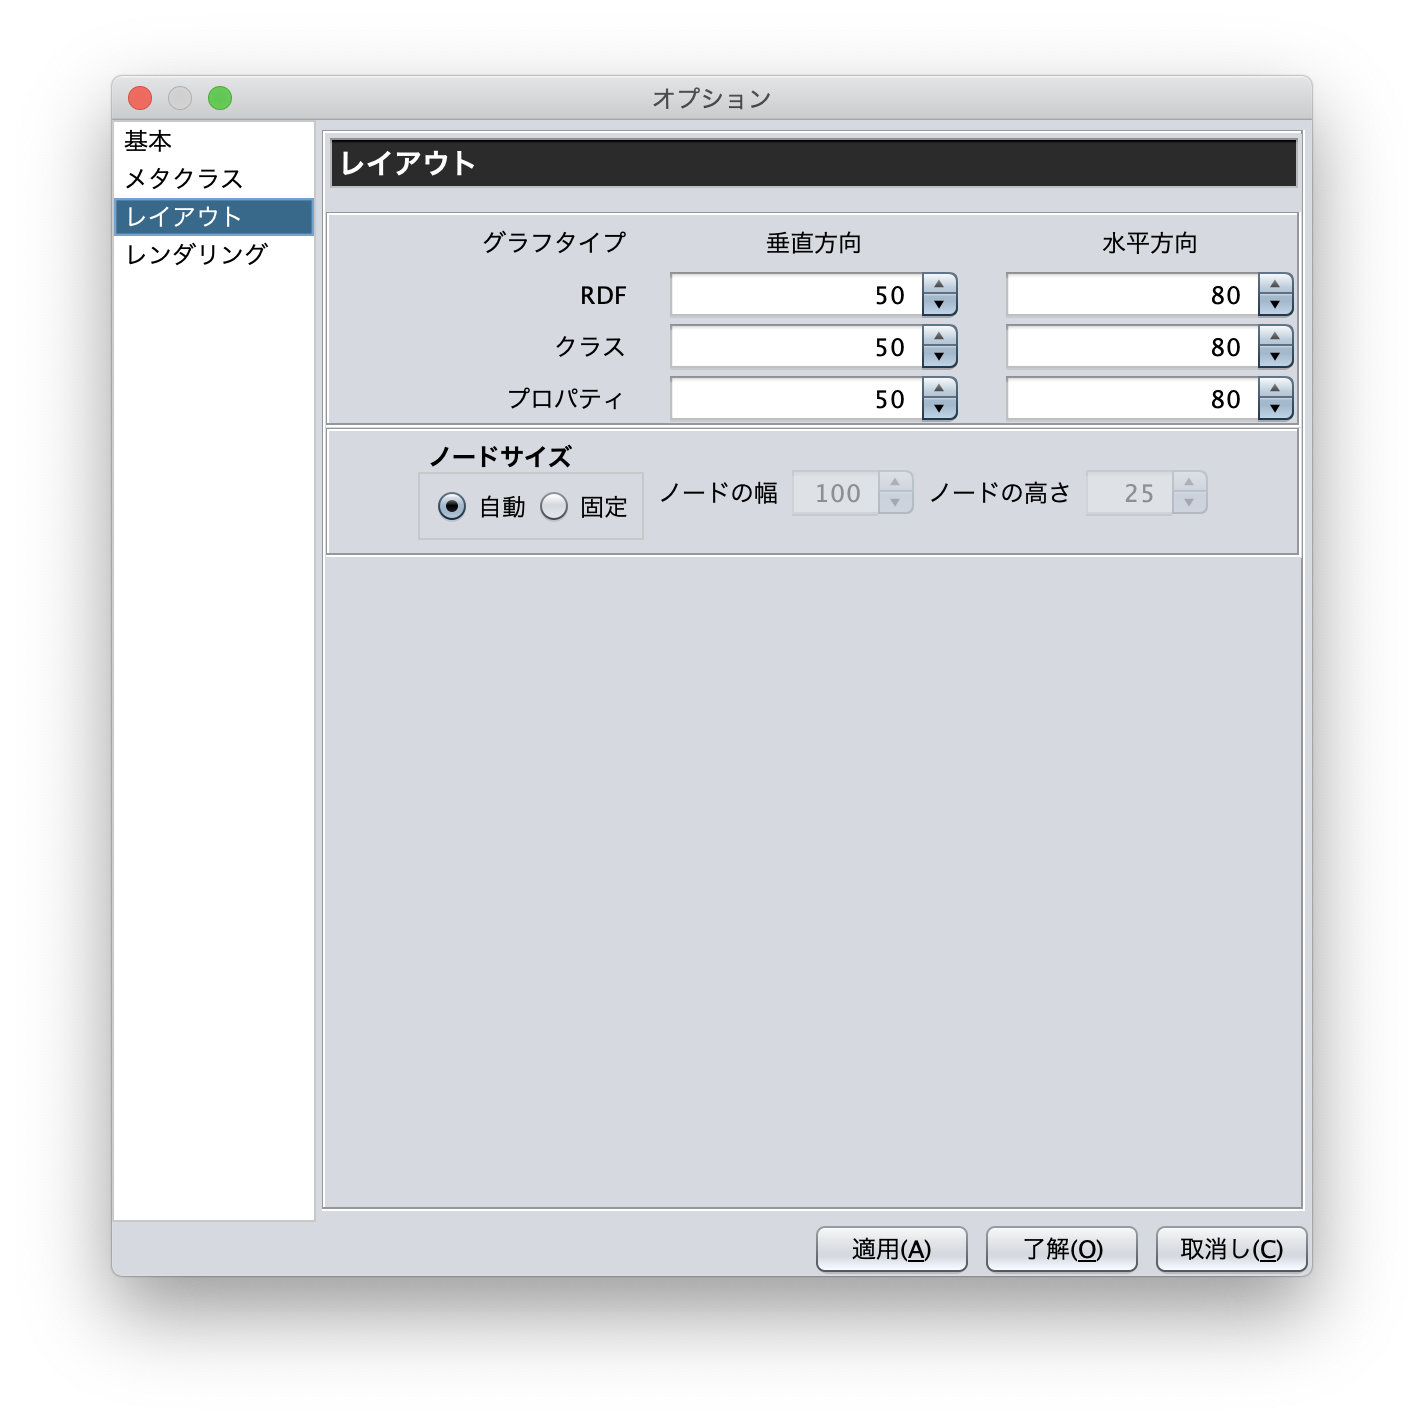 オプション
基本
メタクラス
レイアウト
レンダリング
レイアウト
グラフタイプ 垂直方向 水平方向
RDF 50 80
クラス 50 80
プロパティ 50 80
ノードサイズ
自動 固定 ノードの幅 100 ノードの高さ 25
適用(A) 了解(O) 取消し(C)